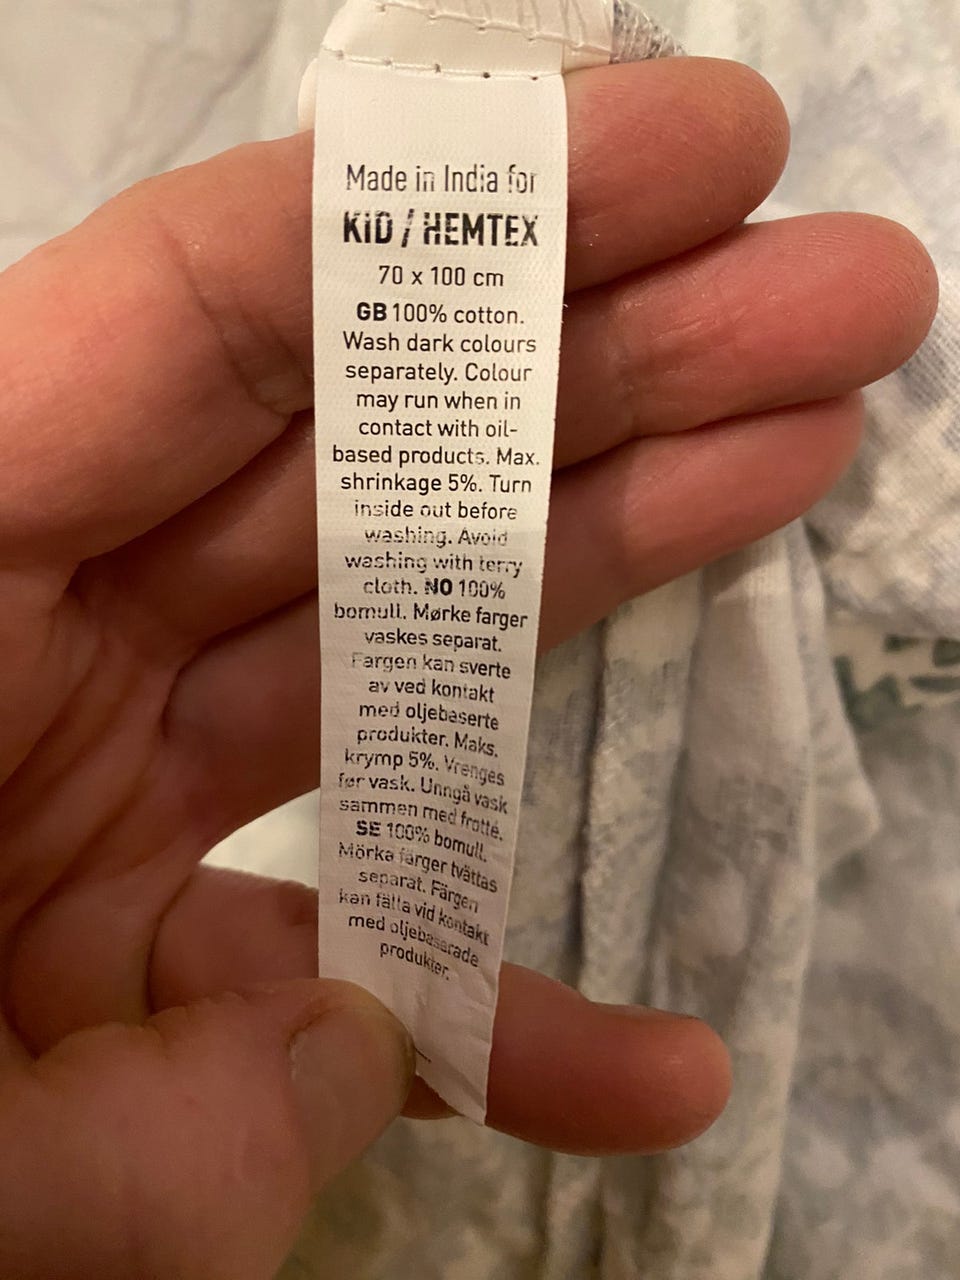 Made in India for
KID / HEMTEX
70 x 100 cm
GB 100% cotton.
Wash dark colours
separately. Colour
may run when in
contact with oil-
based products. Max.
shrinkage 5%. Turn
inside out before
washing. Avoid
washing with terry
cloth. NO 100%
bomull. Mørke farger
vaskes separat.
Fargen kan sverte
av ved kontakt
med oljebaserte
produkter. Maks.
krymp 5%. Vrenges
før vask. Unngå vask
sammen med frotté.
SE 100% bomull.
Mörka färger tvättas
separat. Färgen
kan fälla vid kontakt
med oljebaserade
produkter.